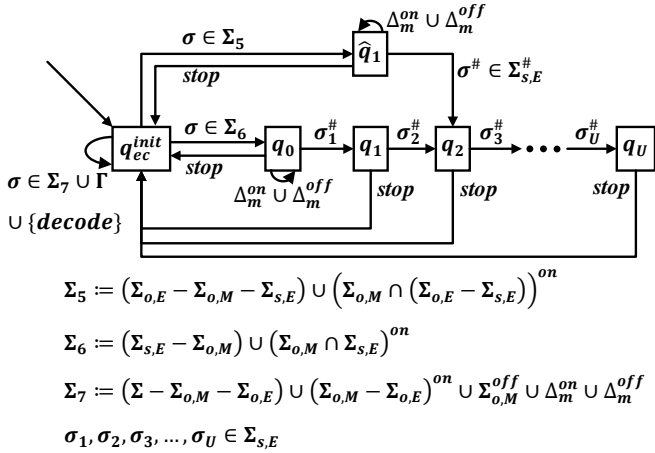 Δ_m^{on} ∪ Δ_m^{off}
σ ∈ Σ_5
q̂_1
stop
σ^# ∈ Σ_{s,E}^#
q_{ec}^{init}
σ ∈ Σ_6
stop
q_0
σ_1^#
q_1
σ_2^#
q_2
σ_3^#
• • •
σ_U^#
q_U
Δ_m^{on} ∪ Δ_m^{off}
stop
stop
stop
σ ∈ Σ_7 ∪ Γ
∪ {decode}
Σ_5 ≔ (Σ_{o,E} − Σ_{o,M} − Σ_{s,E}) ∪ (Σ_{o,M} ∩ (Σ_{o,E} − Σ_{s,E}))^{on}
Σ_6 ≔ (Σ_{s,E} − Σ_{o,M}) ∪ (Σ_{o,M} ∩ Σ_{s,E})^{on}
Σ_7 ≔ (Σ − Σ_{o,M} − Σ_{o,E}) ∪ (Σ_{o,M} − Σ_{o,E})^{on} ∪ Σ_{o,M}^{off} ∪ Δ_m^{on} ∪ Δ_m^{off}
σ_1, σ_2, σ_3, …, σ_U ∈ Σ_{s,E}